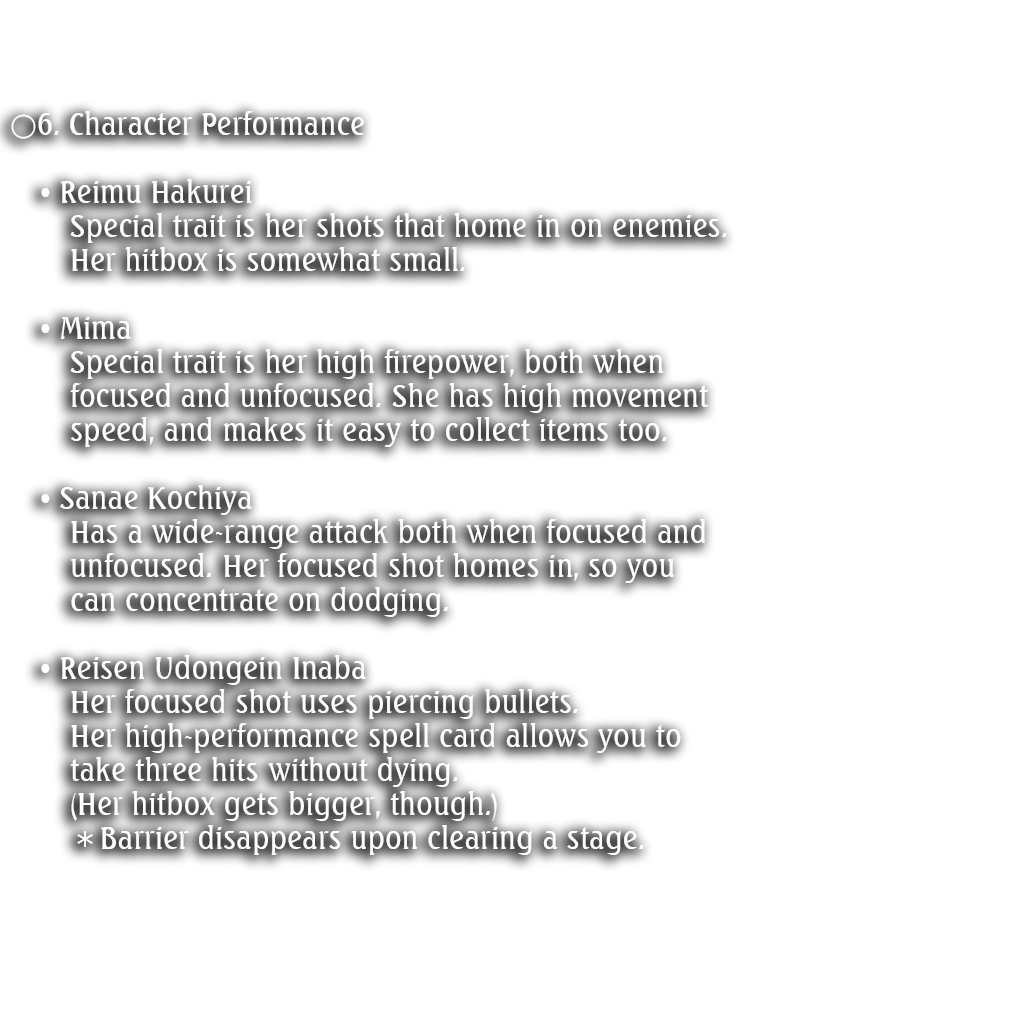 ○6. Character Performance
• Reimu Hakurei
Special trait is her shots that home in on enemies.
Her hitbox is somewhat small.
• Mima
Special trait is her high firepower, both when
focused and unfocused. She has high movement
speed, and makes it easy to collect items too.
• Sanae Kochiya
Has a wide-range attack both when focused and
unfocused. Her focused shot homes in, so you
can concentrate on dodging.
• Reisen Udongein Inaba
Her focused shot uses piercing bullets.
Her high-performance spell card allows you to
take three hits without dying.
(Her hitbox gets bigger, though.)
＊Barrier disappears upon clearing a stage.